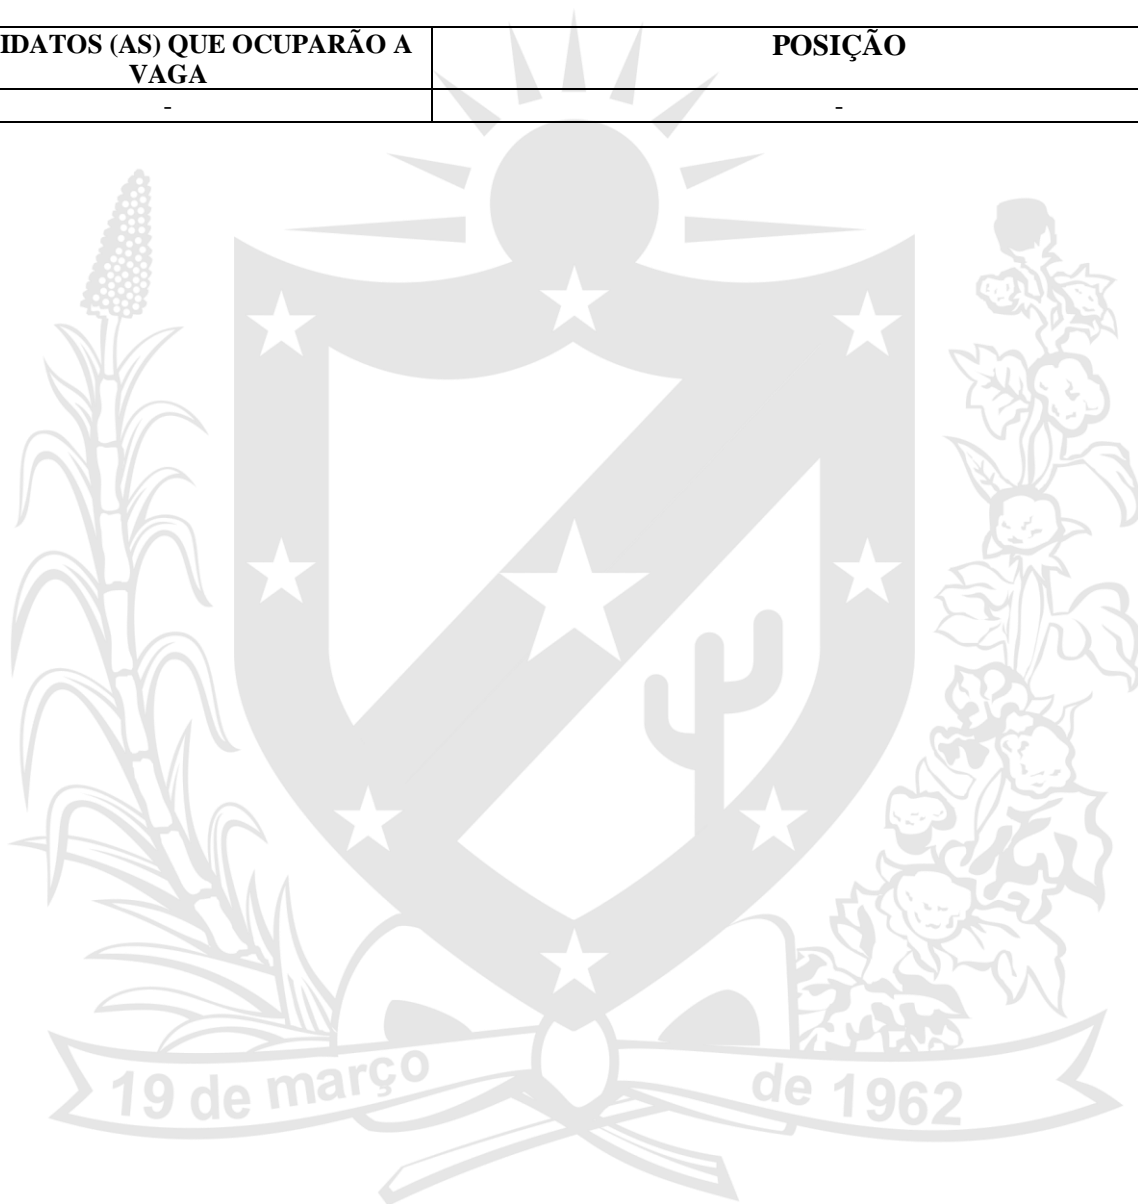 IDATOS (AS) QUE OCUPARÃO A
VAGA
POSIÇÃO
-
-
19 de março
de 1962